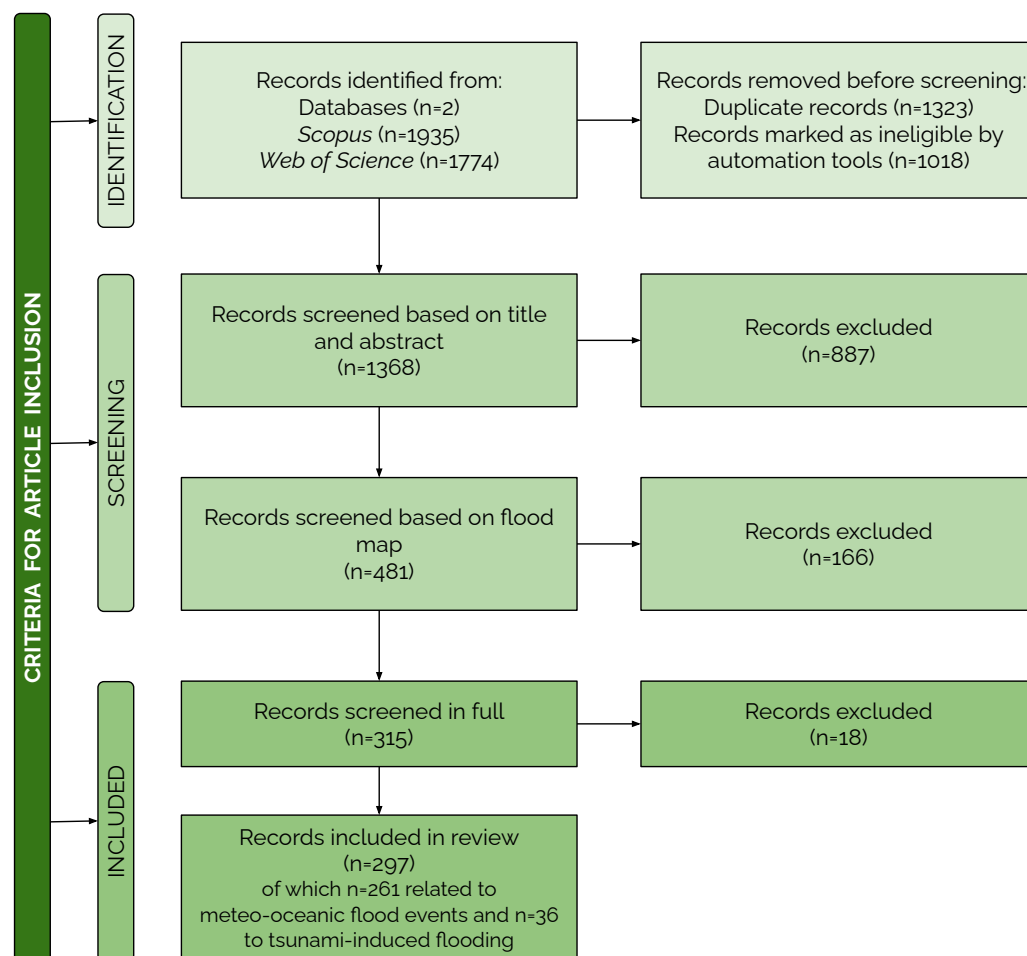 CRITERIA FOR ARTICLE INCLUSION
IDENTIFICATION
Records identified from:
Databases (n=2)
Scopus (n=1935)
Web of Science (n=1774)
Records removed before screening:
Duplicate records (n=1323)
Records marked as ineligible by
automation tools (n=1018)
SCREENING
Records screened based on title
and abstract
(n=1368)
Records excluded
(n=887)
Records screened based on flood
map
(n=481)
Records excluded
(n=166)
INCLUDED
Records screened in full
(n=315)
Records excluded
(n=18)
Records included in review
(n=297)
of which n=261 related to
meteo-oceanic flood events and n=36
to tsunami-induced flooding